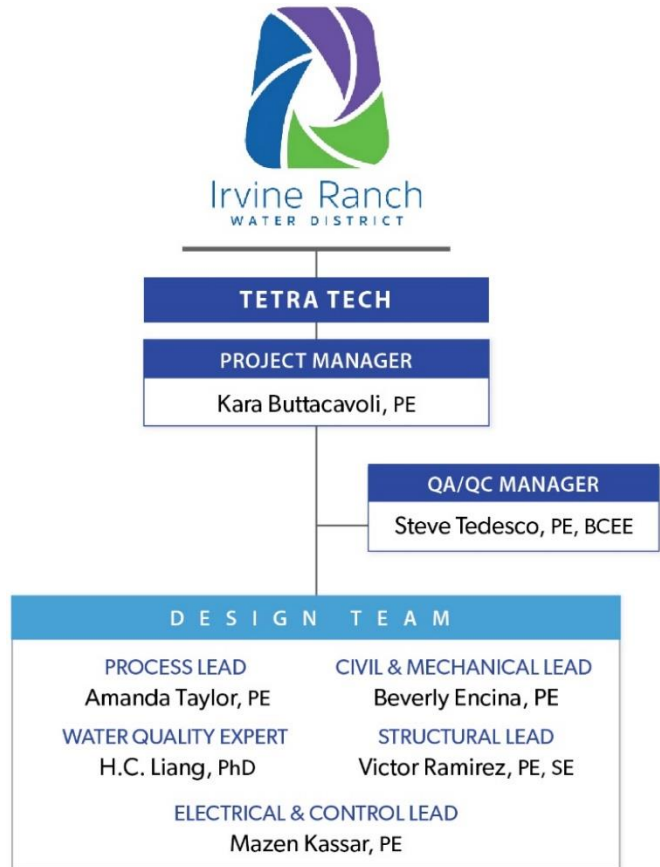 Irvine Ranch
WATER DISTRICT
TETRA TECH
PROJECT MANAGER
Kara Buttacavoli, PE
QA/QC MANAGER
Steve Tedesco, PE, BCEE
DESIGN TEAM
PROCESS LEAD
Amanda Taylor, PE
CIVIL & MECHANICAL LEAD
Beverly Encina, PE
WATER QUALITY EXPERT
H.C. Liang, PhD
STRUCTURAL LEAD
Victor Ramirez, PE, SE
ELECTRICAL & CONTROL LEAD
Mazen Kassar, PE